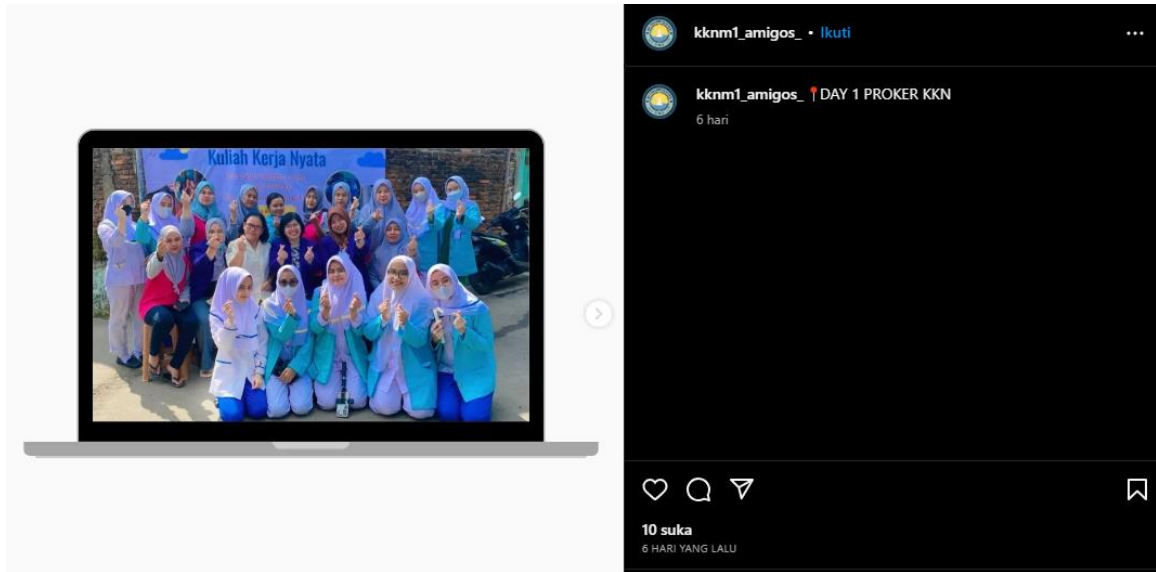 Kuliah Kerja Nyata
kknm1_amigos_ • Ikuti
kknm1_amigos_ 📍DAY 1 PROKER KKN
6 hari
10 suka
6 HARI YANG LALU